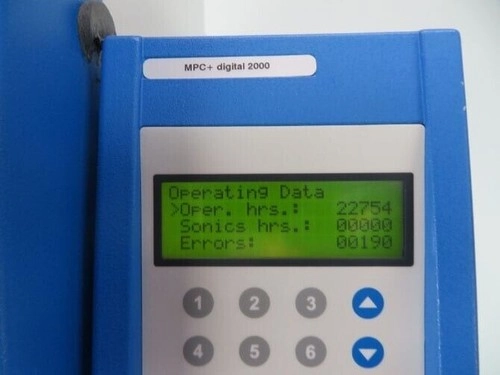 MPC+ digital 2000
Operating Data
>Oper. hrs.: 22754
Sonics hrs.: 00000
Errors: 00190
1 2 3
4 5 6